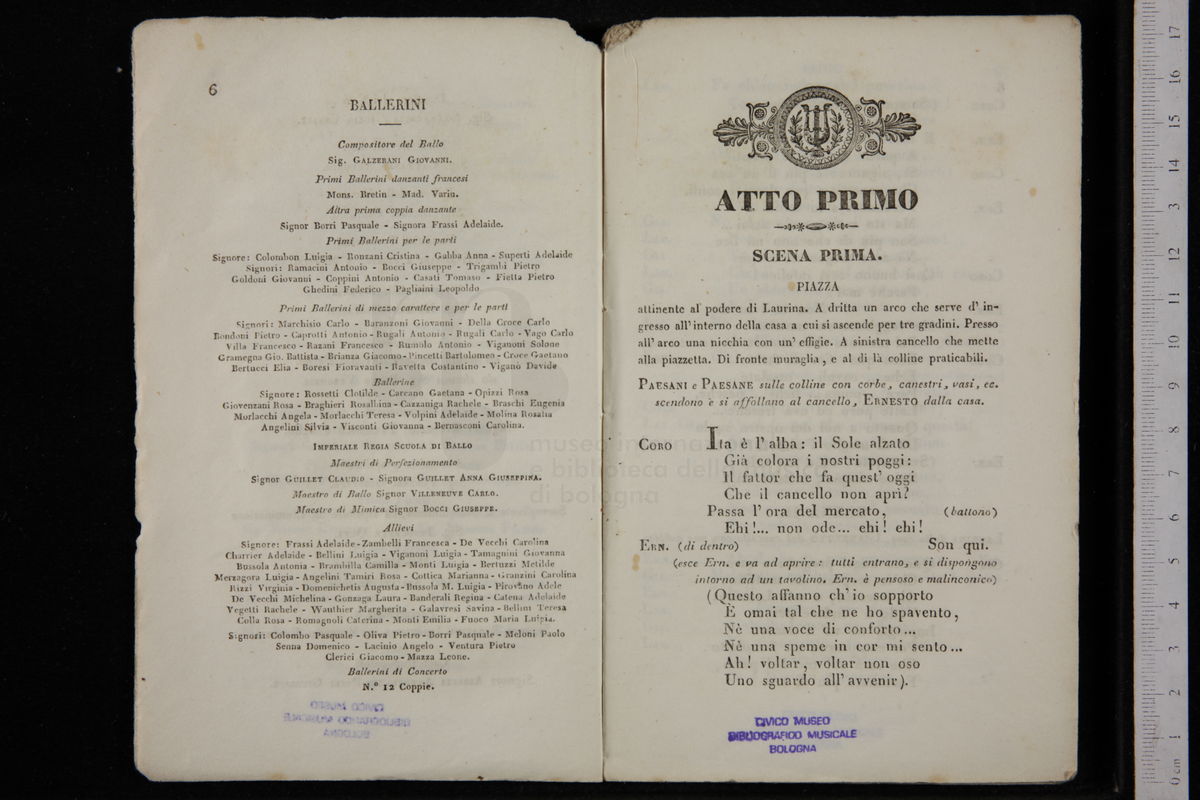 6
BALLERINI
Compositore del Ballo
Sig. GALZERANI GIOVANNI.
Primi Ballerini danzanti francesi
Mons. Bretin - Mad. Varin.
Altra prima coppia danzante
Signor Borri Pasquale - Signora Frassi Adelaide.
Primi Ballerini per le parti
Signore: Colombon Luigia - Ronzani Cristina - Gabba Anna - Superti Adelaide
Signori: Ramacini Antonio - Bocci Giuseppe - Trigambi Pietro
Goldoni Giovanni - Coppini Antonio - Casati Tomaso - Fietta Pietro
Ghedini Federico - Pagliaini Leopoldo
Primi Ballerini di mezzo carattere e per le parti
Signori: Marchisio Carlo - Baranzoni Giovanni - Della Croce Carlo
Bondoni Pietro - Caprotti Antonio - Rugali Antonio - Rugali Carlo - Vago Carlo
Villa Francesco - Razani Francesco - Rumolo Antonio - Viganoni Solone
Gramegna Gio. Battista - Brianza Giacomo - Pincetti Bartolomeo - Croce Gaetano
Bertucci Elia - Boresi Fioravanti - Ravetta Costantino - Viganò Davide
Ballerine
Signore: Rossetti Clotilde - Carcano Gaetana - Opizzi Rosa
Giovenzani Rosa - Braghieri Rosallina - Cazzaniga Rachele - Braschi Eugenia
Morlacchi Angela - Morlacchi Teresa - Volpini Adelaide - Molina Rosalia
Angelini Silvia - Visconti Giovanna - Bernasconi Carolina.
IMPERIALE REGIA SCUOLA DI BALLO
Maestri di Perfezionamento
Signor GUILLET CLAUDIO - Signora GUILLET ANNA GIUSEPPINA.
Maestro di Ballo Signor VILLENEUVE CARLO.
Maestro di Mimica Signor BOCCI GIUSEPPE.
Allievi
Signore: Frassi Adelaide - Zambelli Francesca - De Vecchi Carolina
Charrier Adelaide - Bellini Luigia - Viganoni Luigia - Tamagnini Giovanna
Bussola Antonia - Brambilla Camilla - Monti Luigia - Bertuzzi Metilde
Merzagora Luigia - Angelini Tamiri Rosa - Cottica Marianna - Granzini Carolina
Rizzi Virginia - Domenichetis Augusta - Bussola M. Luigia - Picozzno Adele
De Vecchi Michelina - Gonzaga Laura - Banderali Regina - Catena Adelaide
Vegetti Rachele - Wauthier Margherita - Galavresi Savina - Bellini Teresa
Colla Rosa - Romagnoli Caterina - Monti Emilia - Fuoco Maria Luigia.
Signori: Colombo Pasquale - Oliva Pietro - Borri Pasquale - Meloni Paolo
Senna Domenico - Lacinio Angelo - Ventura Pietro
Clerici Giacomo - Mazza Leone.
Ballerini di Concerto
N.º 12 Coppie.
ATTO PRIMO
SCENA PRIMA.
PIAZZA
attinente al podere di Laurina. A dritta un arco che serve d' in-
gresso all' interno della casa a cui si ascende per tre gradini. Presso
all' arco una nicchia con un' effigie. A sinistra cancello che mette
alla piazzetta. Di fronte muraglia, e al di là colline praticabili.
PAESANI e PAESANE sulle colline con corbe, canestri, vasi, ec.
scendono e si affollano al cancello, ERNESTO dalla casa.
CORO Ita è l' alba: il Sole alzato
Già colora i nostri poggi:
Il fattor che fa quest' oggi
Che il cancello non aprì?
Passa l' ora del mercato, (battono)
Ehi!... non ode... ehi! ehi!
ERN. (di dentro) Son qui.
(esce Ern. e va ad aprire: tutti entrano, e si dispongono
intorno ad un tavolino. Ern. è pensoso e malinconico)
(Questo affanno ch' io sopporto
È omai tal che ne ho spavento,
Nè una voce di conforto...
Nè una speme in cor mi sento...
Ah! voltar, voltar non oso
Uno sguardo all' avvenir).
CIVICO MUSEO
BIBLIOGRAFICO MUSICALE
BOLOGNA